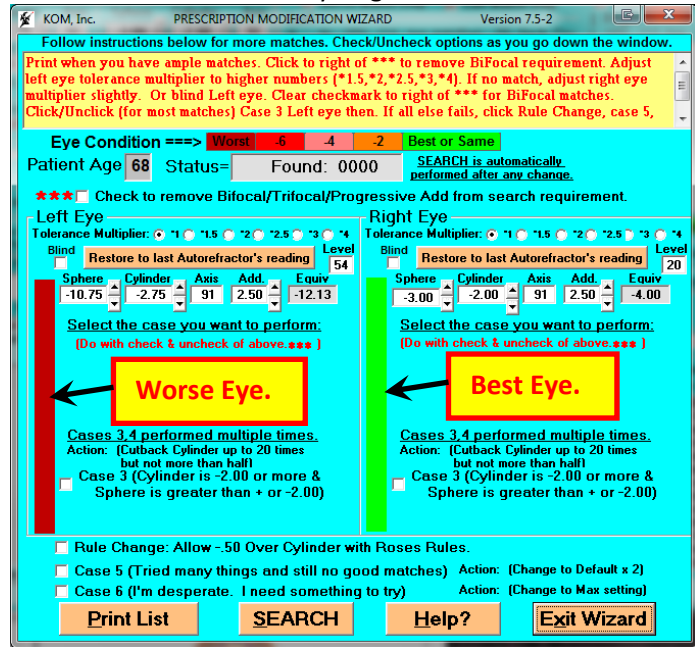 KOM, Inc. PRESCRIPTION MODIFICATION WIZARD Version 7.5-2
Follow instructions below for more matches. Check/Uncheck options as you go down the window.
Print when you have ample matches. Click to right of *** to remove BiFocal requirement. Adjust
left eye tolerance multiplier to higher numbers (*1.5,*2,*2.5,*3,*4). If no match, adjust right eye
multiplier slightly. Or blind Left eye. Clear checkmark to right of *** for BiFocal matches.
Click/Unclick (for most matches) Case 3 Left eye then. If all else fails, click Rule Change, case 5,
Eye Condition ===> Worst -6 -4 -2 Best or Same
Patient Age 68 Status= Found: 0000 SEARCH is automatically
performed after any change.
*** Check to remove Bifocal/Trifocal/Progressive Add from search requirement.
Left Eye
Tolerance Multiplier: *1 *1.5 *2 *2.5 *3 *4
Blind Restore to last Autorefractor's reading Level
54
Sphere Cylinder Axis Add. Equiv
-10.75 -2.75 91 2.50 -12.13
Select the case you want to perform:
(Do with check & uncheck of above.*** )
Worse Eye.
Cases 3,4 performed multiple times.
Action: (Cutback Cylinder up to 20 times
but not more than half)
Case 3 (Cylinder is -2.00 or more &
Sphere is greater than + or -2.00)
Right Eye
Tolerance Multiplier: *1 *1.5 *2 *2.5 *3 *4
Blind Restore to last Autorefractor's reading Level
20
Sphere Cylinder Axis Add. Equiv
-3.00 -2.00 91 2.50 -4.00
Select the case you want to perform:
(Do with check & uncheck of above.*** )
Best Eye.
Cases 3,4 performed multiple times.
Action: (Cutback Cylinder up to 20 times
but not more than half)
Case 3 (Cylinder is -2.00 or more &
Sphere is greater than + or -2.00)
Rule Change: Allow -.50 Over Cylinder with Roses Rules.
Case 5 (Tried many things and still no good matches) Action: (Change to Default x 2)
Case 6 (I'm desperate. I need something to try) Action: (Change to Max setting)
Print List SEARCH Help? Exit Wizard